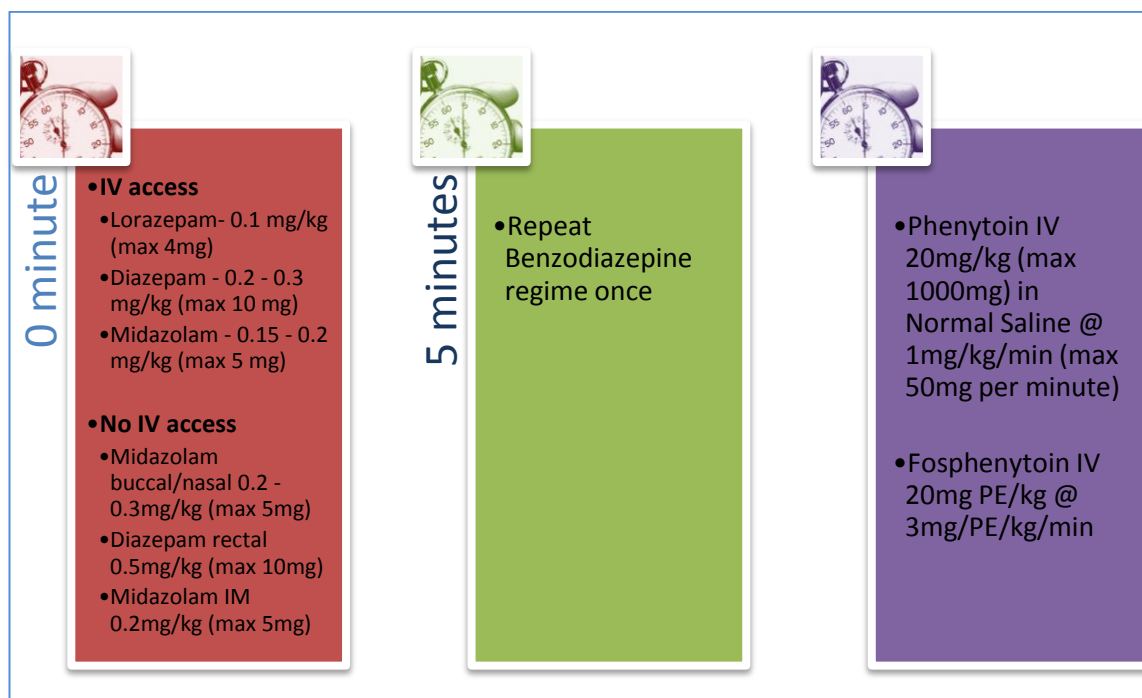 0 minute
•IV access
•Lorazepam- 0.1 mg/kg
(max 4mg)
•Diazepam - 0.2 - 0.3
mg/kg (max 10 mg)
•Midazolam - 0.15 - 0.2
mg/kg (max 5 mg)
•No IV access
•Midazolam
buccal/nasal 0.2 -
0.3mg/kg (max 5mg)
•Diazepam rectal
0.5mg/kg (max 10mg)
•Midazolam IM
0.2mg/kg (max 5mg)
5 minutes
•Repeat
Benzodiazepine
regime once
•Phenytoin IV
20mg/kg (max
1000mg) in
Normal Saline @
1mg/kg/min (max
50mg per minute)
•Fosphenytoin IV
20mg PE/kg @
3mg/PE/kg/min